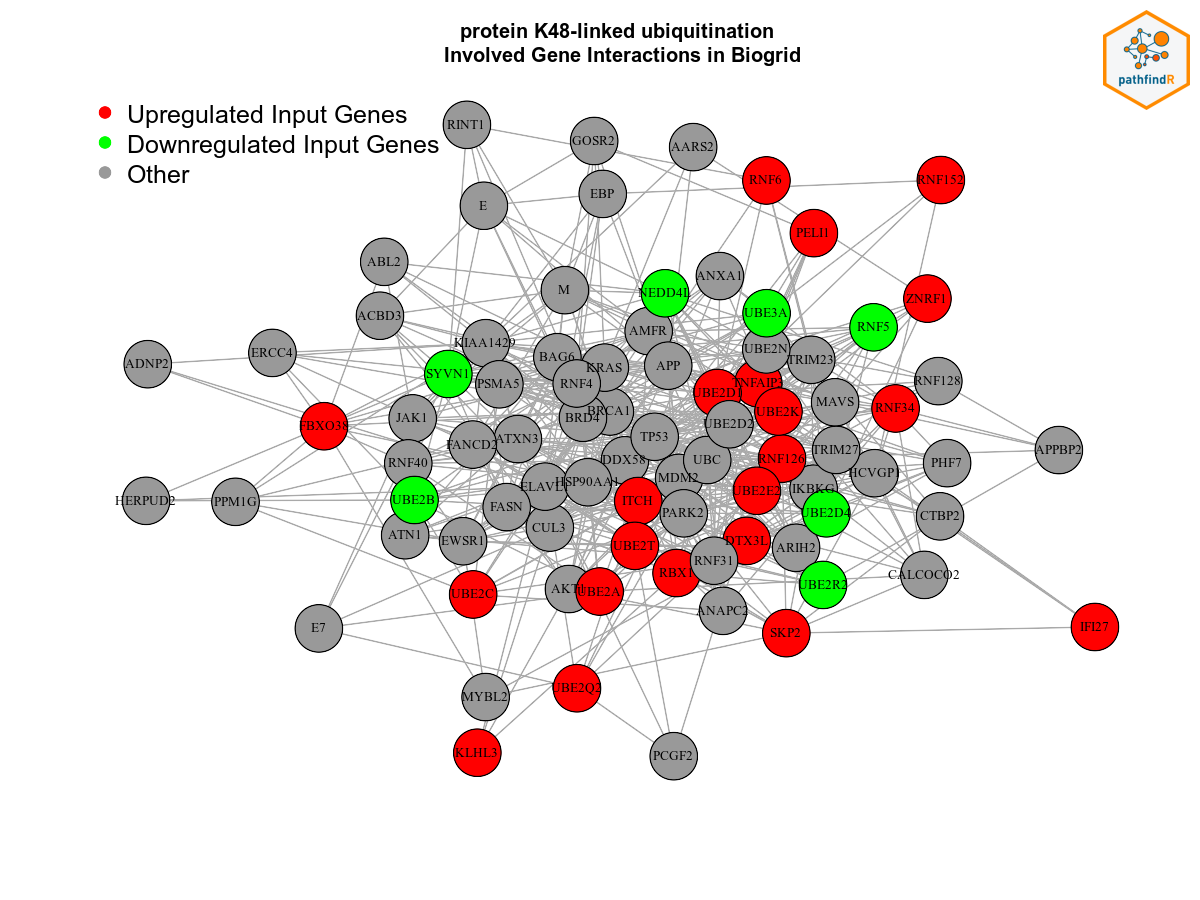 protein K48-linked ubiquitination
Involved Gene Interactions in Biogrid
pathfindR
Upregulated Input Genes
Downregulated Input Genes
Other
RINT1
GOSR2
AARS2
RNF6
RNF152
EBP
E
PELI1
ABL2
ANXA1
M
NEDD4L
ZNRF1
ACBD3
UBE3A
RNF5
AMFR
KIAA1429
UBE2N
ERCC4
BAG6
TRIM23
ADNP2
KRAS
APP
SYVN1
PSMA5
RNF4
UBE2D1
RNF128
MAVS
RNF34
JAK1
BRD4
BRCA1
UBE2K
FBXO38
UBE2D2
TP53
FANCD2
ATXN3
TRIM27
APPBP2
RNF40
DDX58
UBC
RNF126
PHF7
HCVGP1
MDM2
HSP90AA1
IKBKG
UBE2E2
HERPUD2
PPM1G
UBE2B
FASN
ITCH
PARK2
UBE2D4
CTBP2
CUL3
ATN1
EWSR1
UBE2T
DTX3L
ARIH2
RNF31
RBX1
CALCOCO2
UBE2R2
UBE2C
UBE2A
ANAPC2
E7
SKP2
IFI27
UBE2Q2
MYBL2
KLHL3
PCGF2